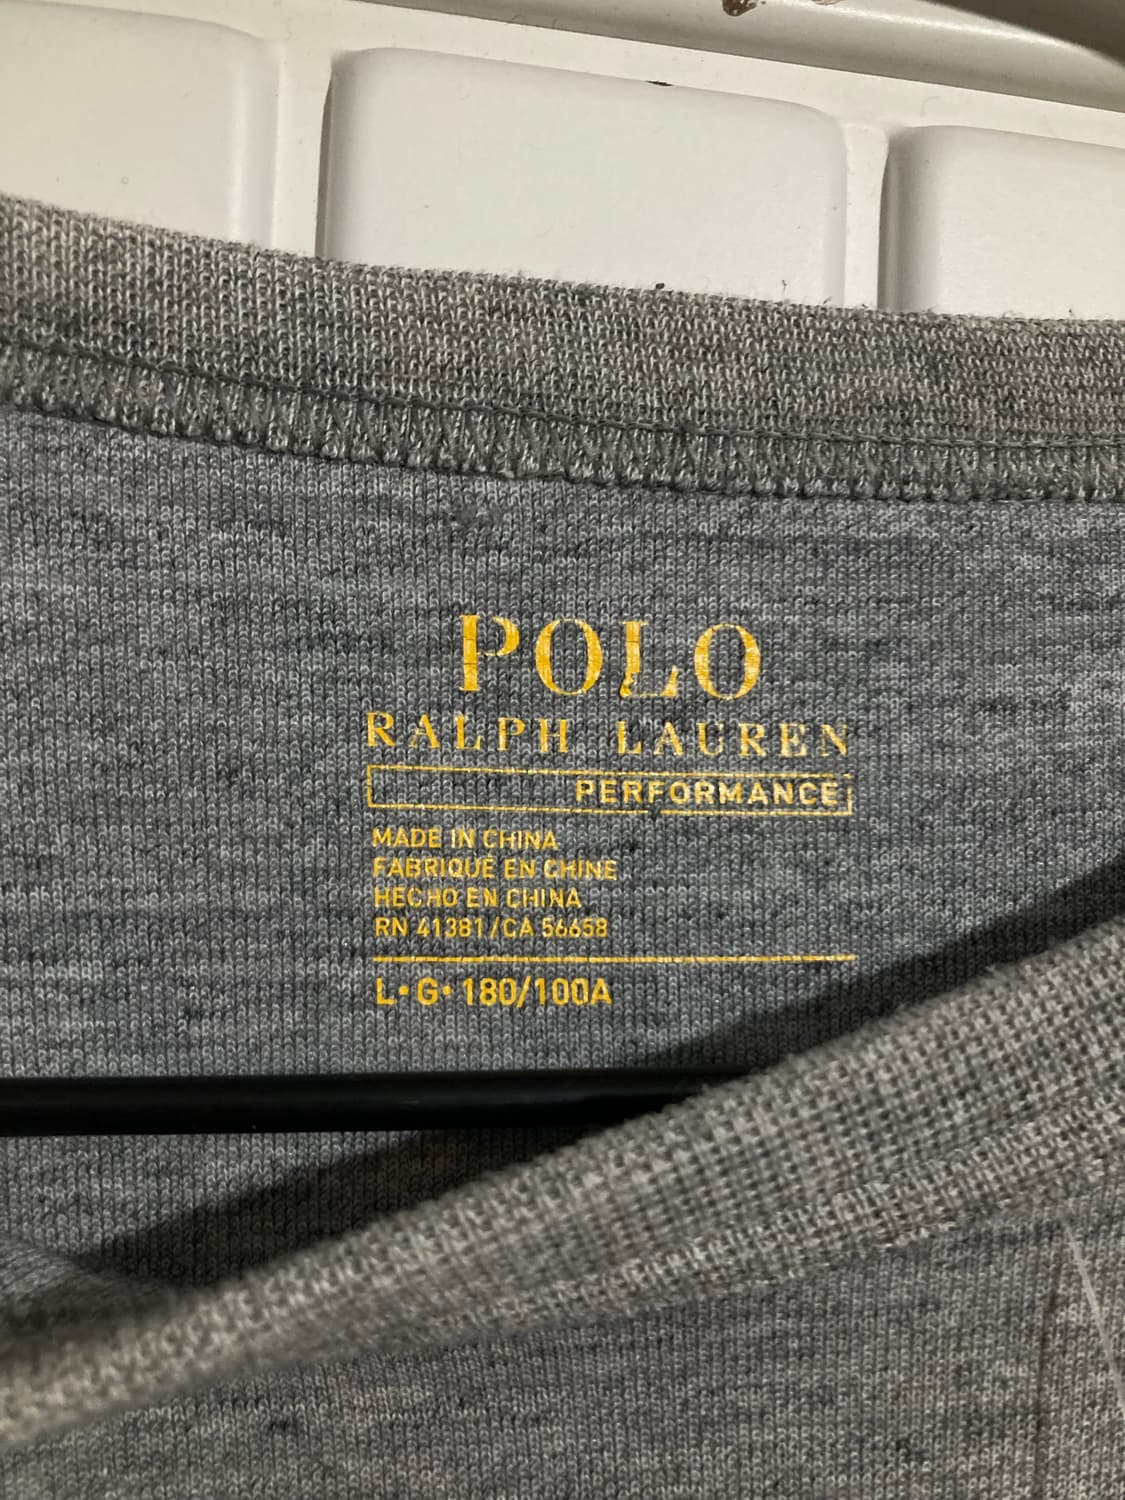 POLO
RALPH LAUREN
PERFORMANCE
MADE IN CHINA
FABRIQUÉ EN CHINE
HECHO EN CHINA
RN 41381/CA 56658
L•G•180/100A